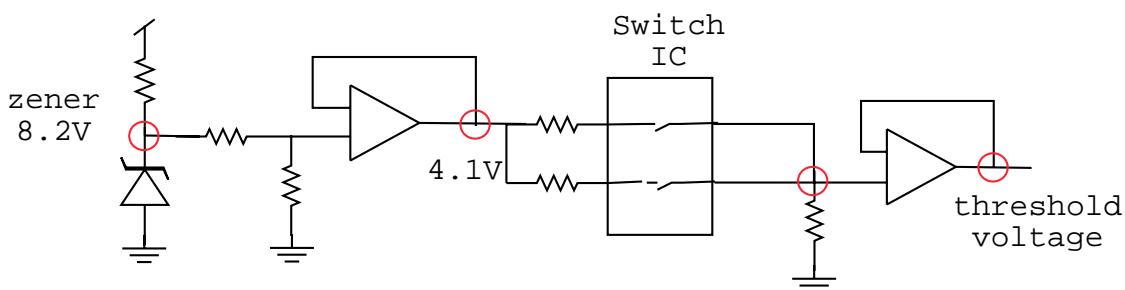 Switch
IC
zener
8.2V
4.1V
threshold
voltage